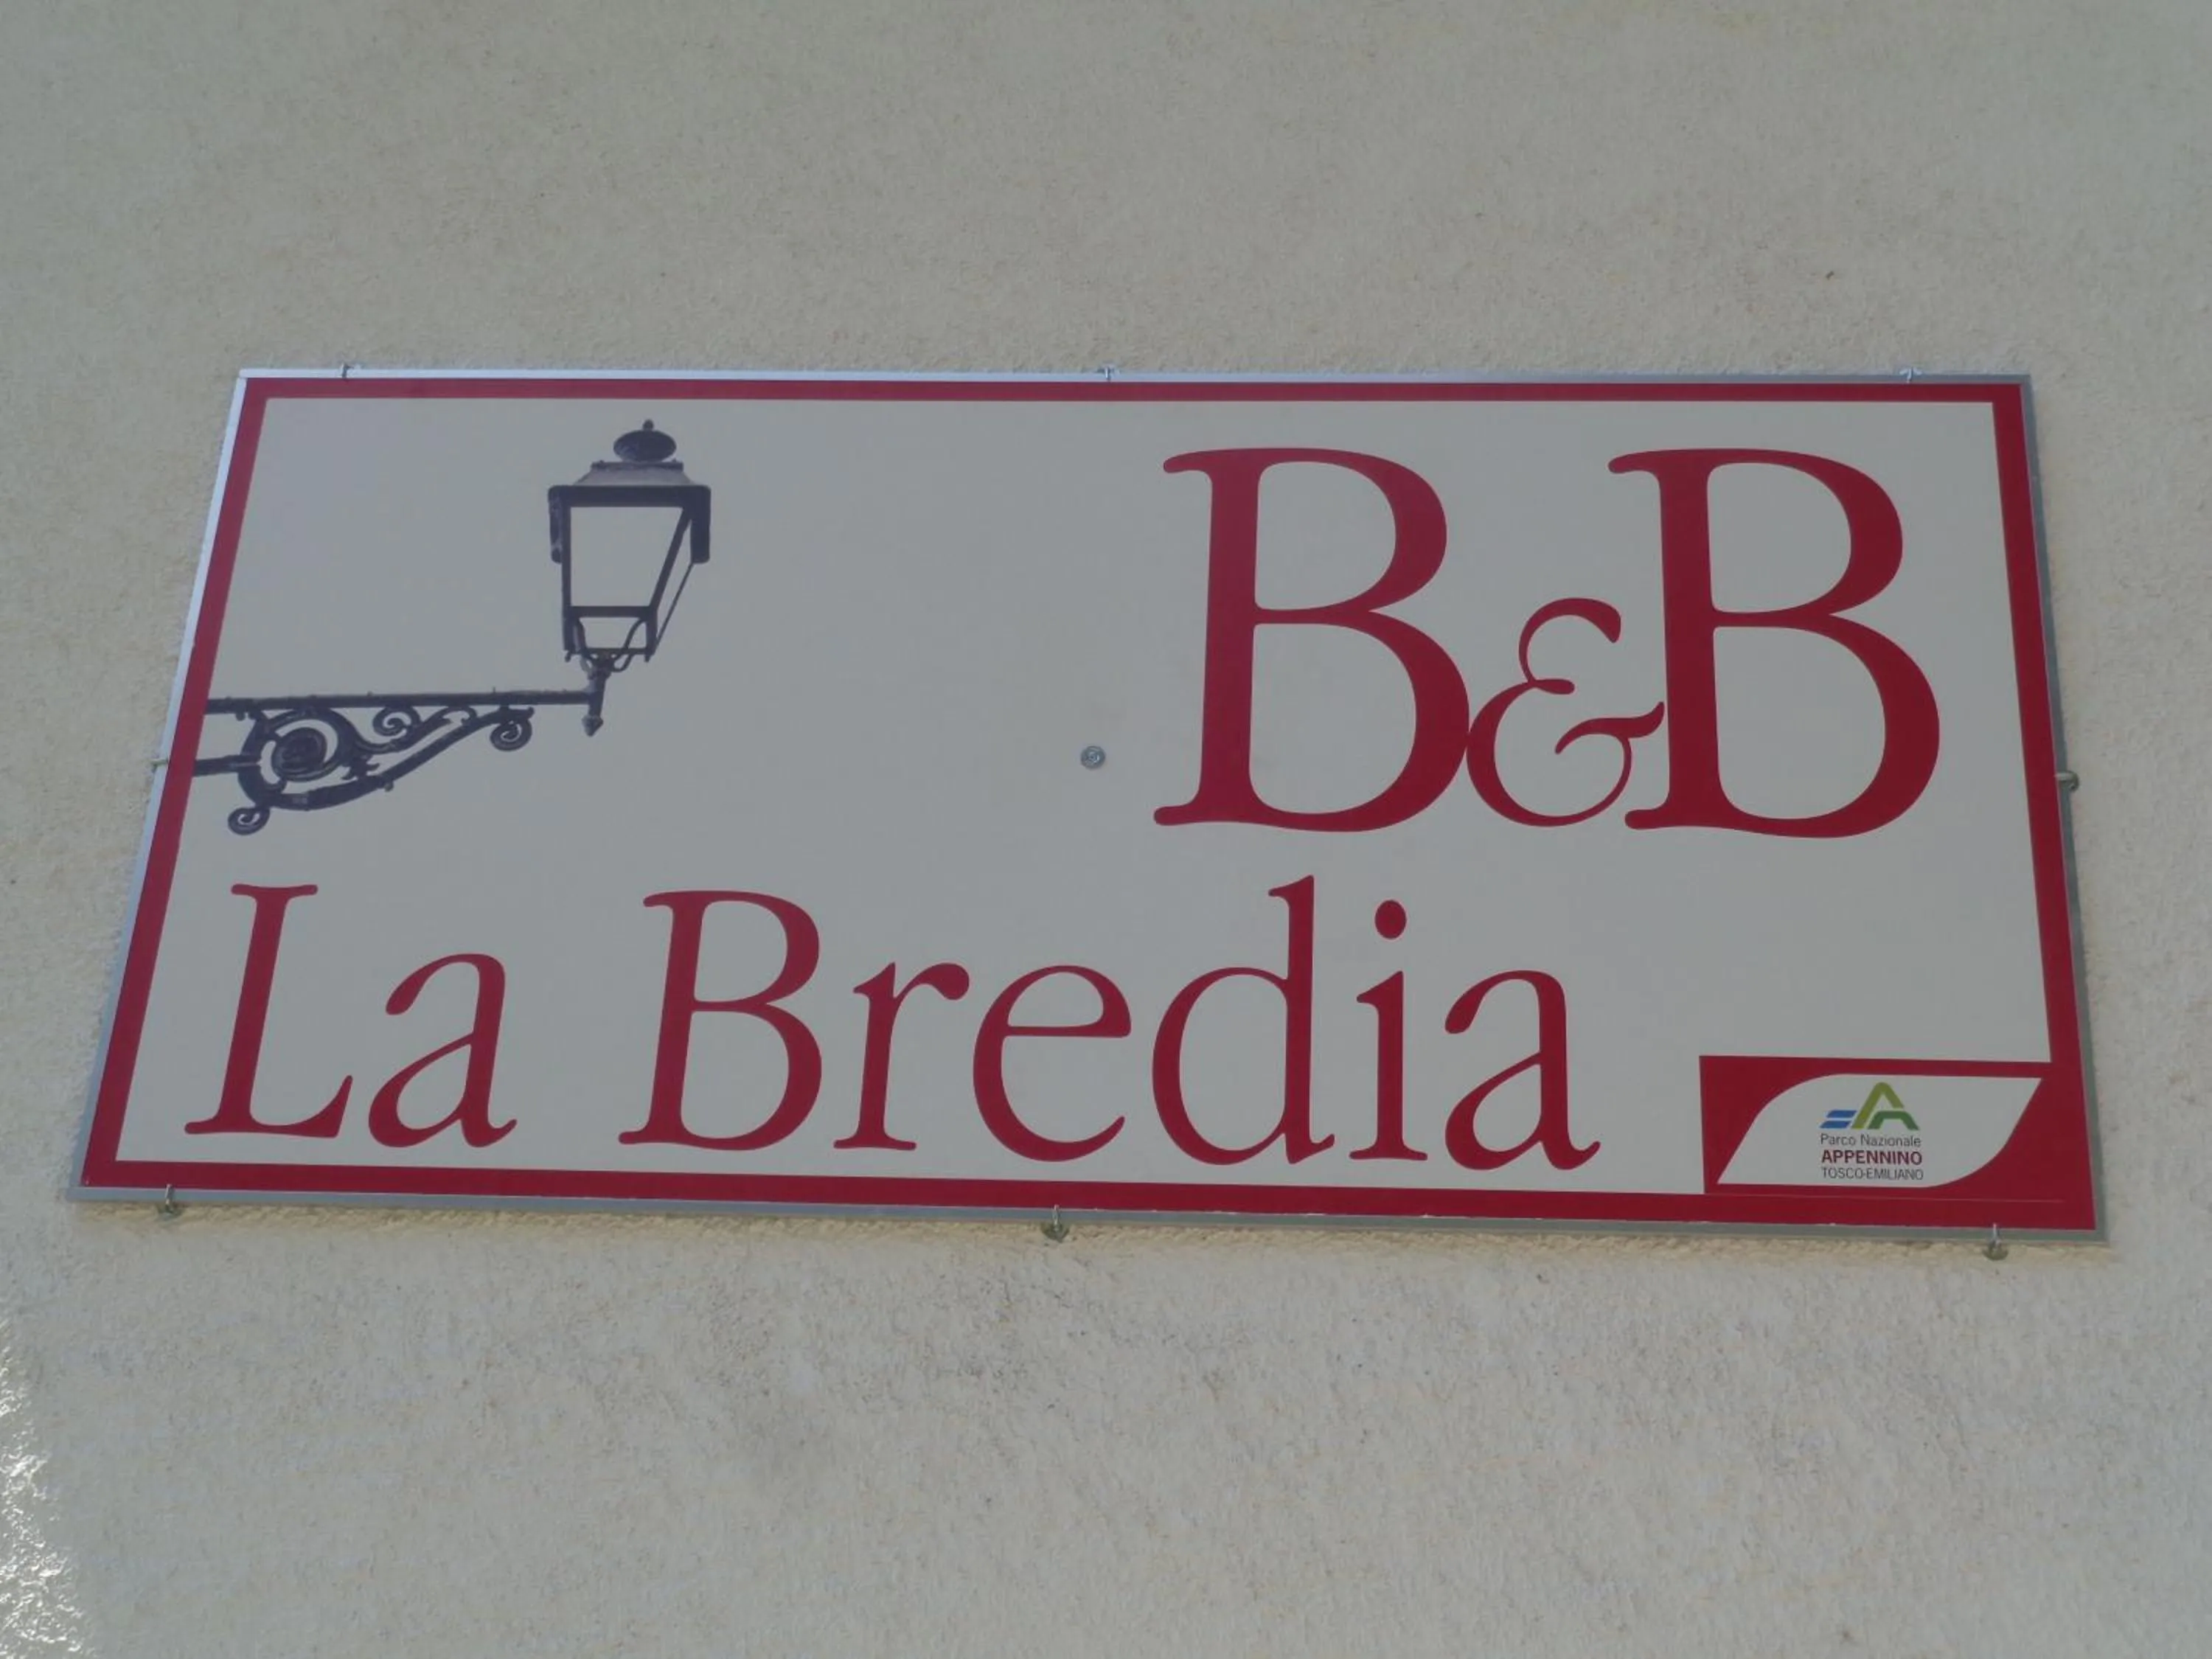 B&B
La Bredia
Parco Nazionale
APPENNINO
TOSCO-EMILIANO